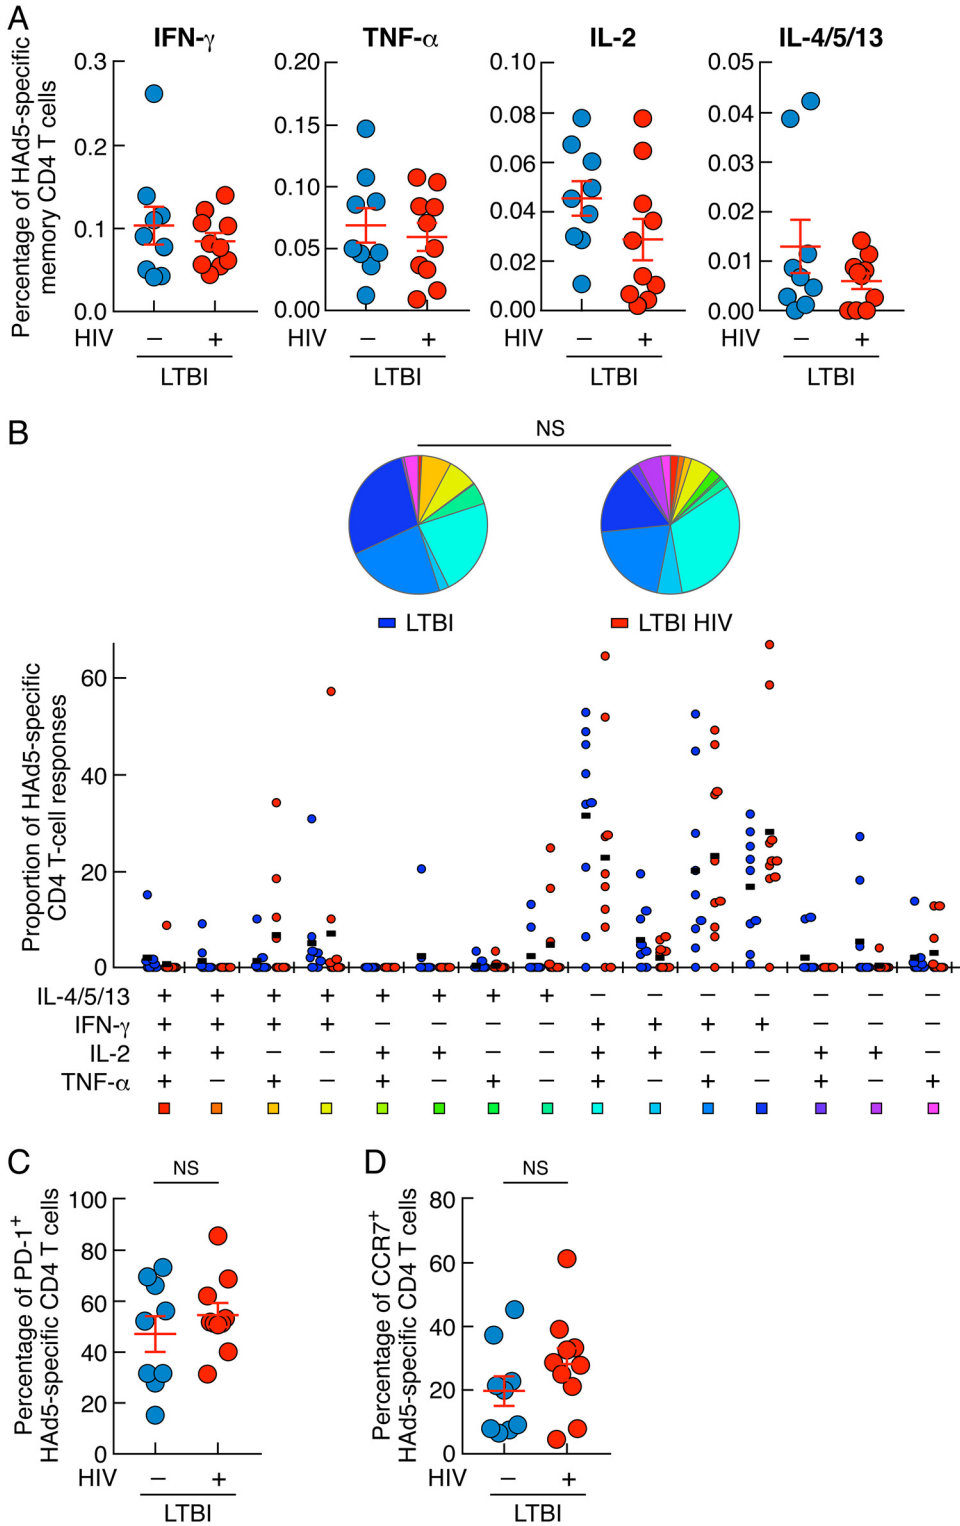 A
IFN-γ
TNF-α
IL-2
IL-4/5/13
Percentage of HAd5-specific
memory CD4 T cells
0.3
0.2
0.1
0.0
0.20
0.15
0.10
0.05
0.00
0.10
0.08
0.06
0.04
0.02
0.00
0.05
0.04
0.03
0.02
0.01
0.00
HIV – +
LTBI
HIV – +
LTBI
HIV – +
LTBI
HIV – +
LTBI
B
NS
LTBI
LTBI HIV
Proportion of HAd5-specific
CD4 T-cell responses
60
40
20
0
IL-4/5/13 + + + + + + + + – – – – – – –
IFN-γ + + + + – – – – + + + + – – –
IL-2 + + – – + + – – + + – – + + –
TNF-α + – + – + – + – + – + – + – +
C
NS
Percentage of PD-1+
HAd5-specific CD4 T cells
100
80
60
40
20
0
HIV – +
LTBI
D
NS
Percentage of CCR7+
HAd5-specific CD4 T cells
80
60
40
20
0
HIV – +
LTBI